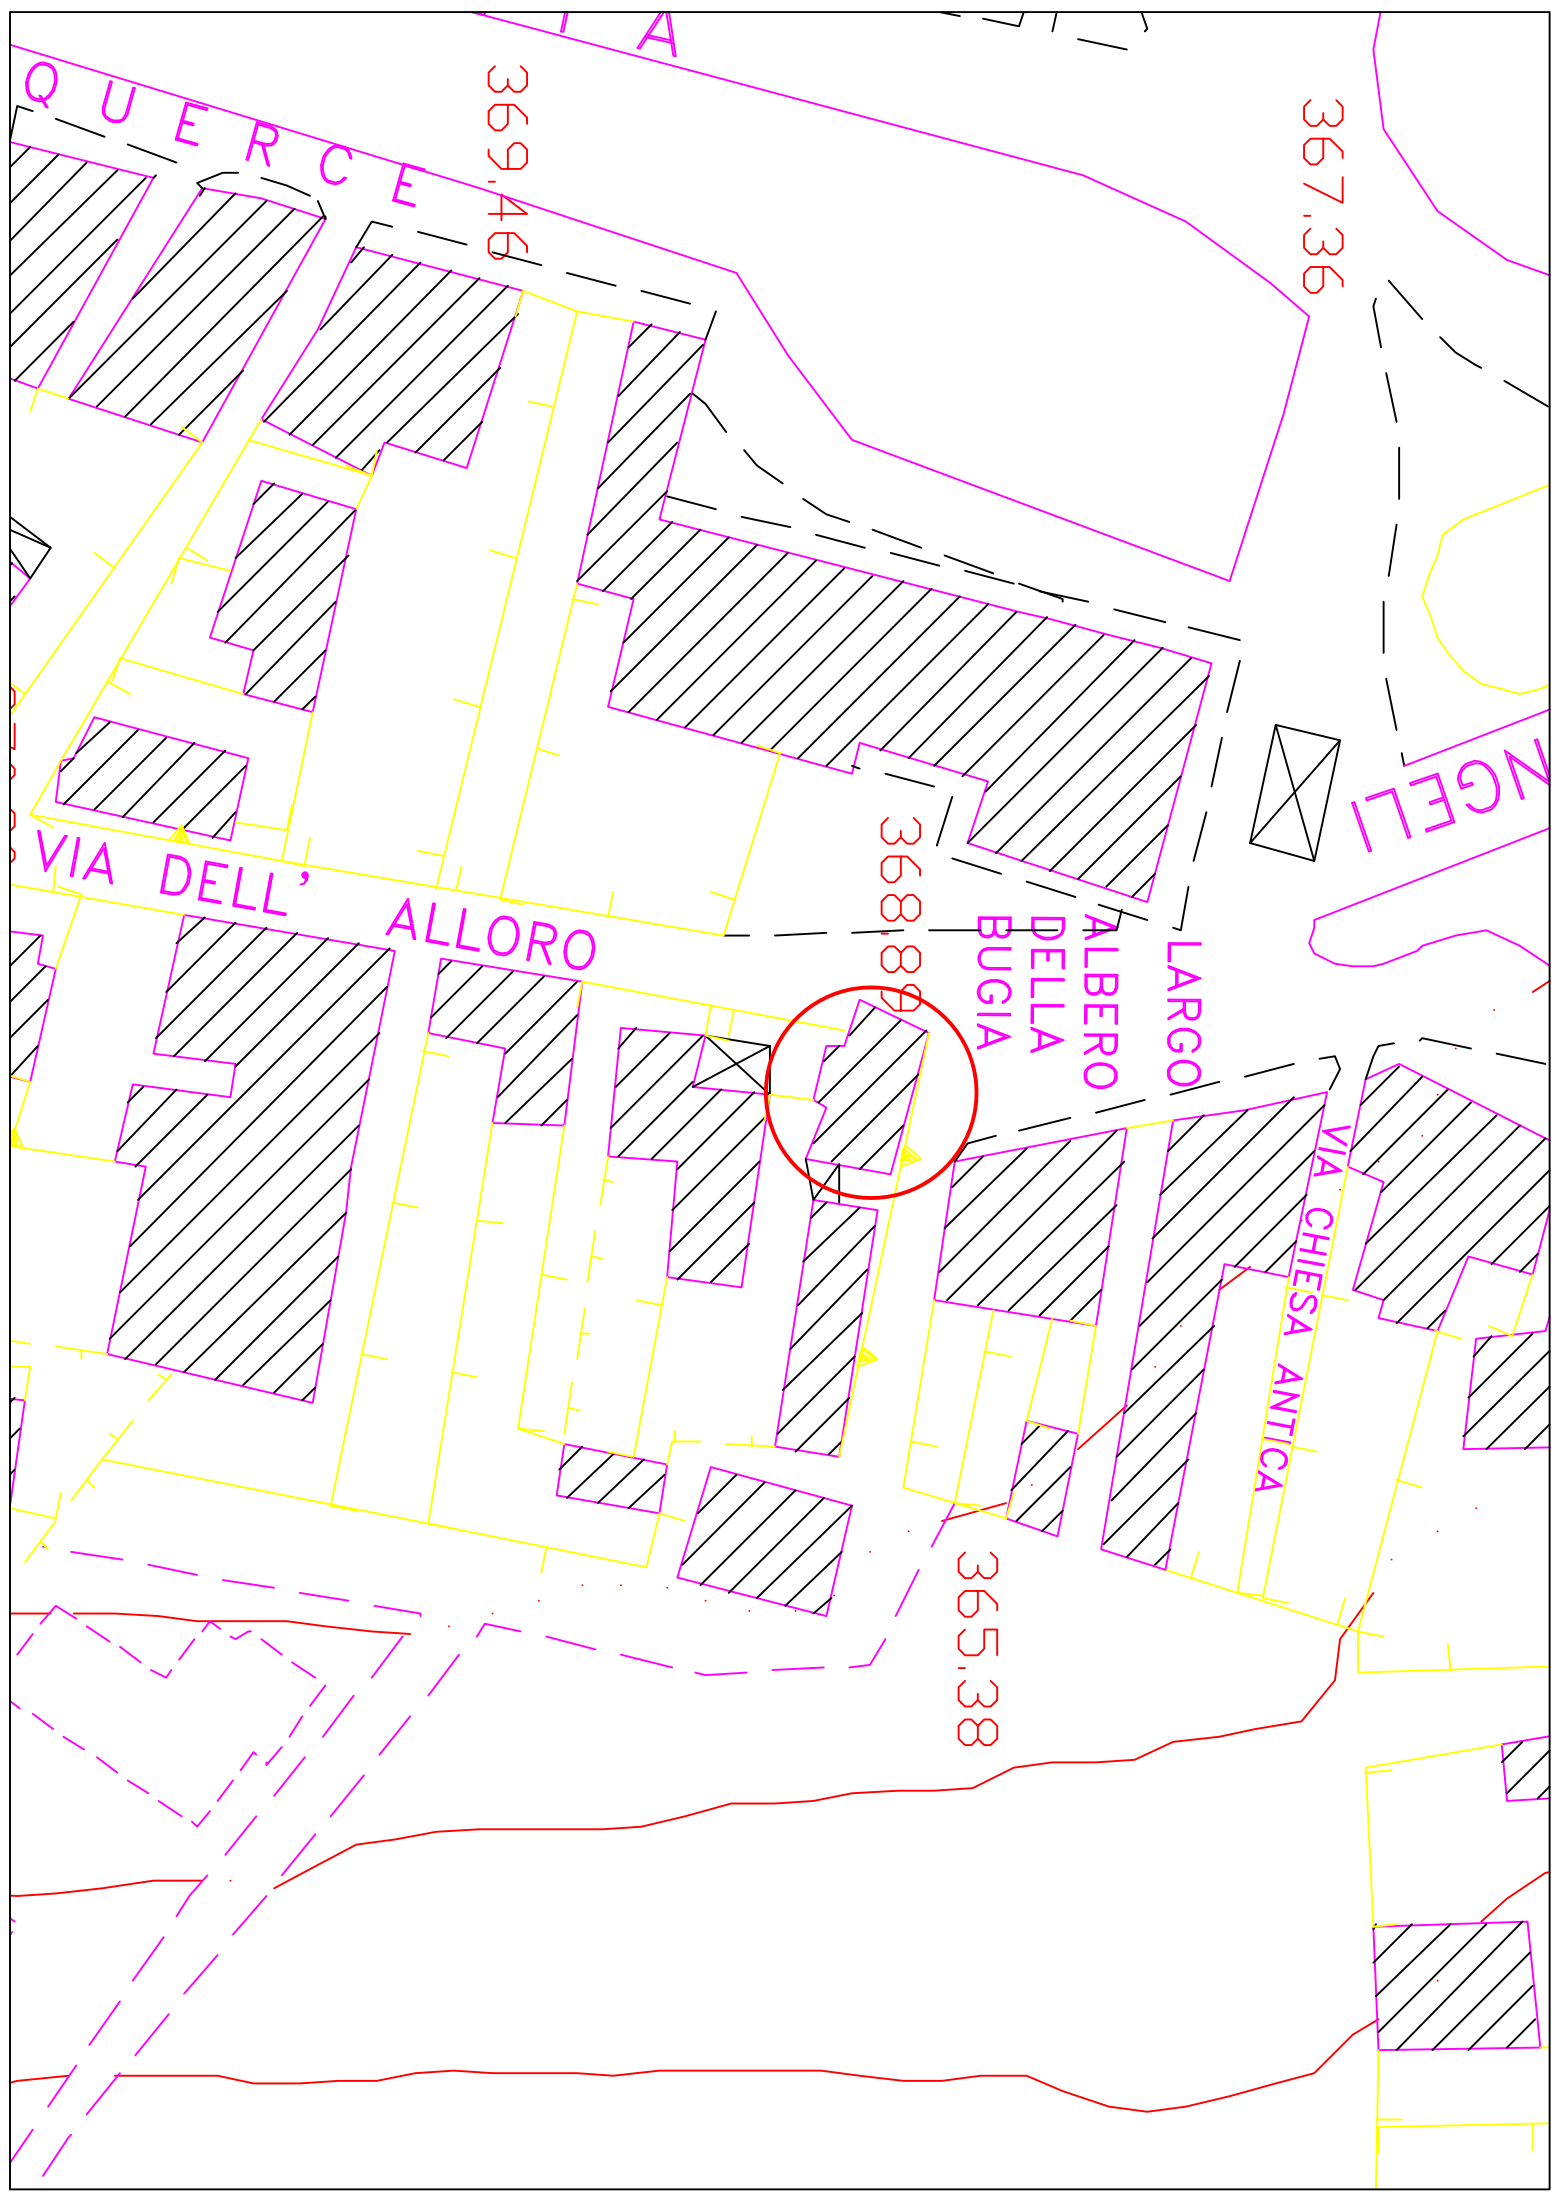 QUERCE
369.46
367.36
NGELI
VIA DELL' ALLORO
368.89
LARGO
ALBERO
DELLA
BUGIA
VIA CHIESA ANTICA
365.38